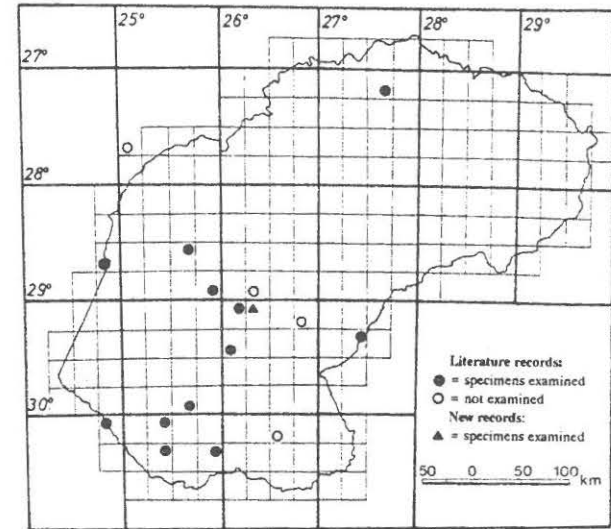 25° 26° 27° 28° 29°
27°
28°
29°
30°
Literature records:
● = specimens examined
○ = not examined
New records:
▲ = specimens examined
50 0 50 100 km